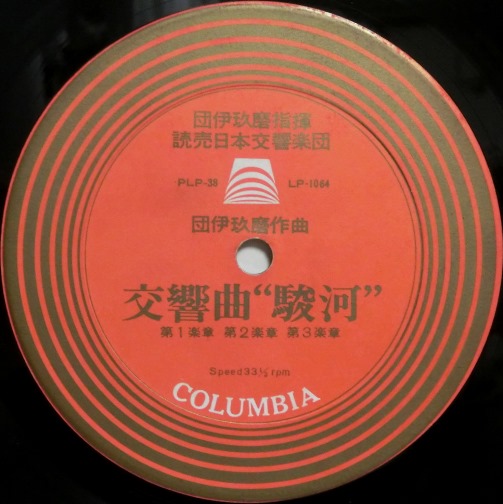 団伊玖磨指揮
読売日本交響楽団
PLP-38 LP-1064
団伊玖磨作曲
交響曲“駿河”
第1楽章 第2楽章 第3楽章
Speed33⅓rpm
COLUMBIA